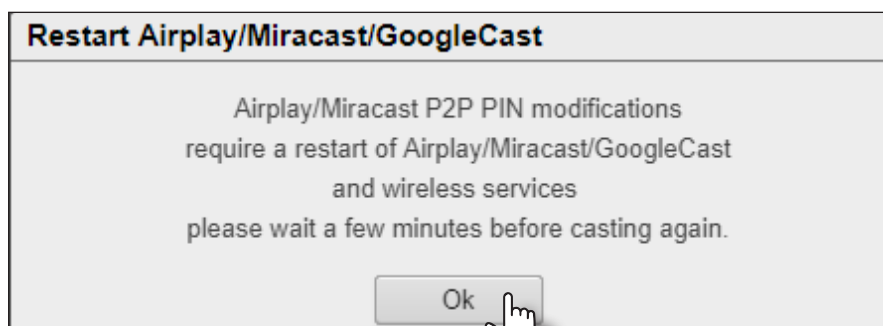 Restart Airplay/Miracast/GoogleCast
Airplay/Miracast P2P PIN modifications
require a restart of Airplay/Miracast/GoogleCast
and wireless services
please wait a few minutes before casting again.
Ok